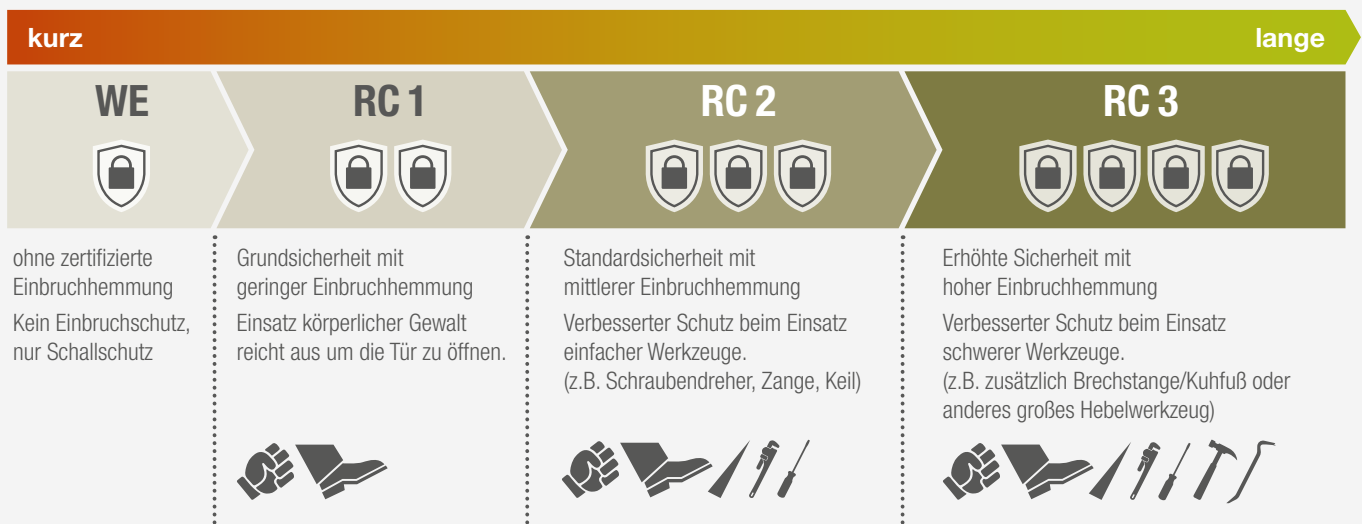 kurz
lange
WE
RC 1
RC 2
RC 3
ohne zertifizierte
Einbruchhemmung
Kein Einbruchschutz,
nur Schallschutz
Grundsicherheit mit
geringer Einbruchhemmung
Einsatz körperlicher Gewalt
reicht aus um die Tür zu öffnen.
Standardsicherheit mit
mittlerer Einbruchhemmung
Verbesserter Schutz beim Einsatz
einfacher Werkzeuge.
(z.B. Schraubendreher, Zange, Keil)
Erhöhte Sicherheit mit
hoher Einbruchhemmung
Verbesserter Schutz beim Einsatz
schwerer Werkzeuge.
(z.B. zusätzlich Brechstange/Kuhfuß oder
anderes großes Hebelwerkzeug)